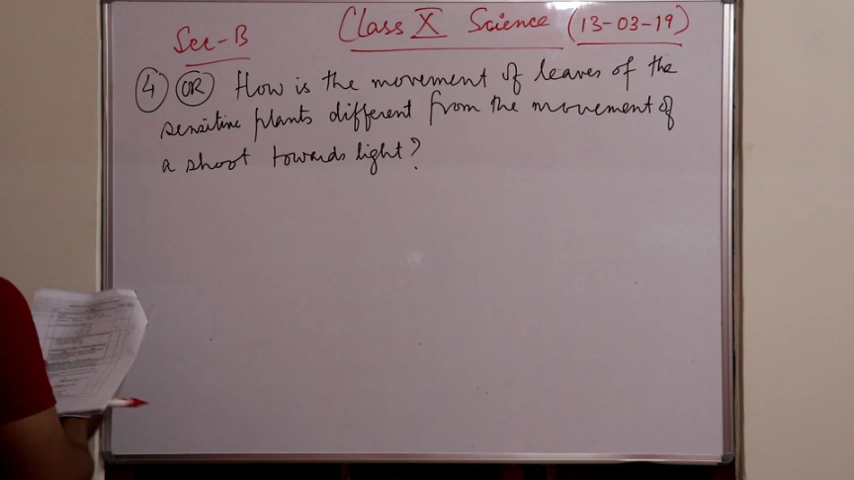 Sec-B
Class X Science (13-03-19)
4 OR How is the movement of leaves of the
sensitive plants different from the movement of
a shoot towards light?